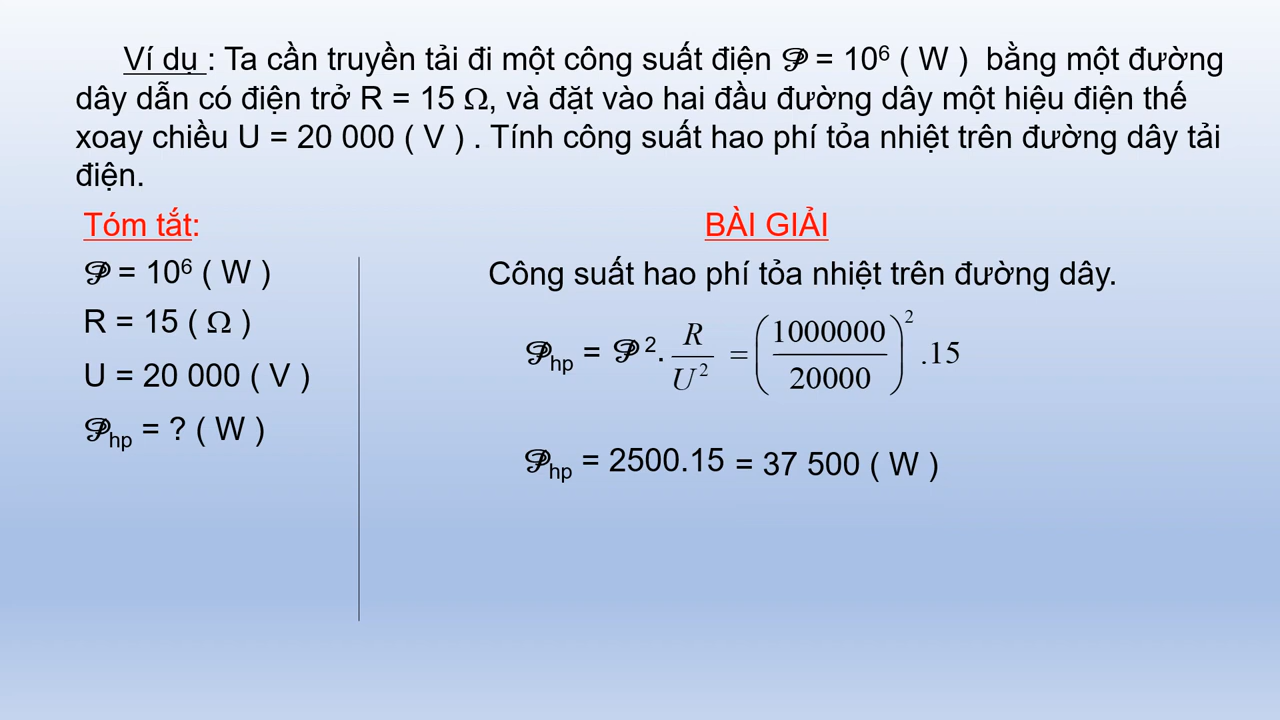 Ví dụ : Ta cần truyền tải đi một công suất điện 𝒫 = 10⁶ ( W ) bằng một đường
dây dẫn có điện trở R = 15 Ω, và đặt vào hai đầu đường dây một hiệu điện thế
xoay chiều U = 20 000 ( V ) . Tính công suất hao phí tỏa nhiệt trên đường dây tải
điện.
Tóm tắt:
𝒫 = 10⁶ ( W )
R = 15 ( Ω )
U = 20 000 ( V )
𝒫hp = ? ( W )
BÀI GIẢI
Công suất hao phí tỏa nhiệt trên đường dây.
𝒫hp = 𝒫 ². R / U² = (1000000 / 20000)² .15
𝒫hp = 2500.15 = 37 500 ( W )